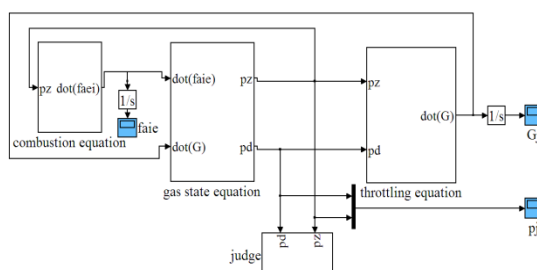 pz dot(faei)
combustion equation
1/s
faie
dot(faie)
dot(G)
pz
pd
gas state equation
pz
pd
dot(G)
throttling equation
1/s
pd
pz
judge